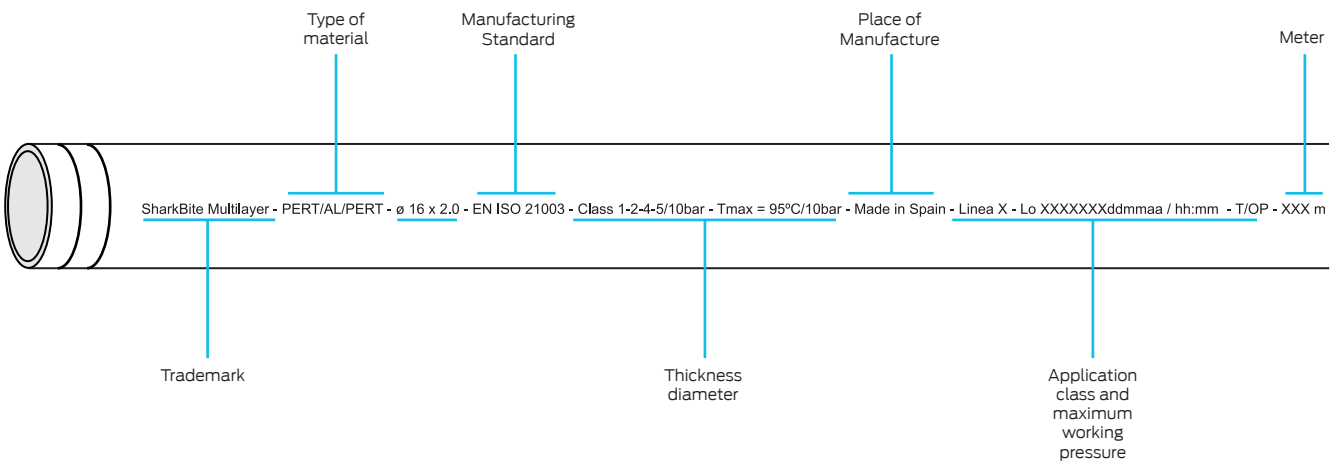 Type of
material
Manufacturing
Standard
Place of
Manufacture
Meter
SharkBite Multilayer - PERT/AL/PERT - ø 16 x 2.0 - EN ISO 21003 - Class 1-2-4-5/10bar - Tmax = 95ºC/10bar - Made in Spain - Linea X - Lo XXXXXXXddmmaa / hh:mm - T/OP - XXX m
Trademark
Thickness
diameter
Application
class and
maximum
working
pressure